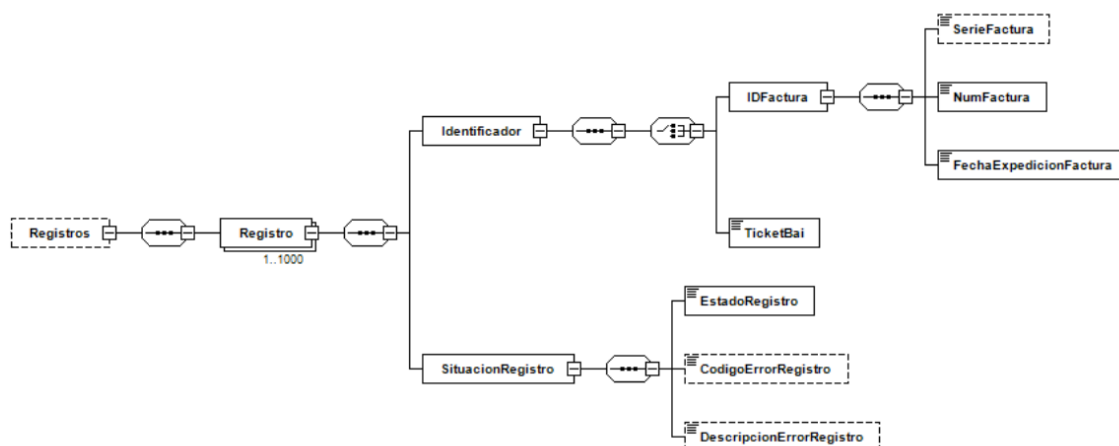 SerieFactura
IDFactura
NumFactura
Identificador
FechaExpedicionFactura
Registros
Registro
1..1000
TicketBai
EstadoRegistro
SituacionRegistro
CodigoErrorRegistro
DescripcionErrorRegistro